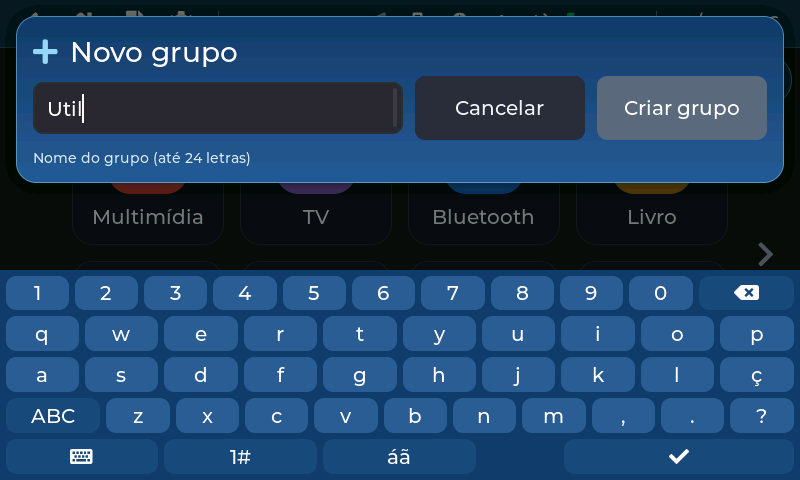 Novo grupo
Util
Cancelar
Criar grupo
Nome do grupo (até 24 letras)
Multimídia
TV
Bluetooth
Livro
1 2 3 4 5 6 7 8 9 0
q w e r t y u i o p
a s d f g h j k l ç
ABC z x c v b n m , . ?
1# áã